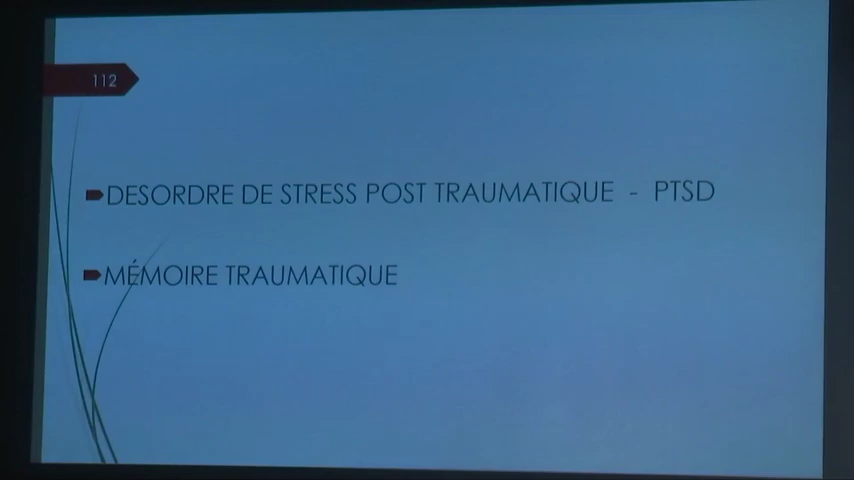 112
DESORDRE DE STRESS POST TRAUMATIQUE - PTSD
MÉMOIRE TRAUMATIQUE